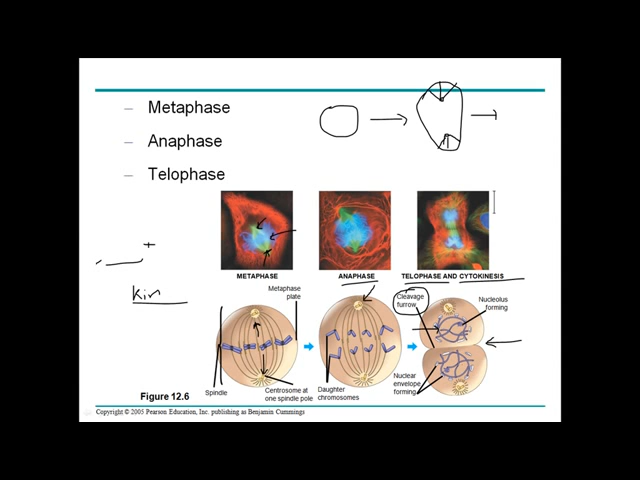 – Metaphase
– Anaphase
– Telophase
METAPHASE
ANAPHASE
TELOPHASE AND CYTOKINESIS
+
Kin
Metaphase
plate
Cleavage
furrow
Nucleolus
forming
Spindle
Centrosome at
one spindle pole
Daughter
chromosomes
Nuclear
envelope
forming
Figure 12.6
Copyright © 2005 Pearson Education, Inc. publishing as Benjamin Cummings